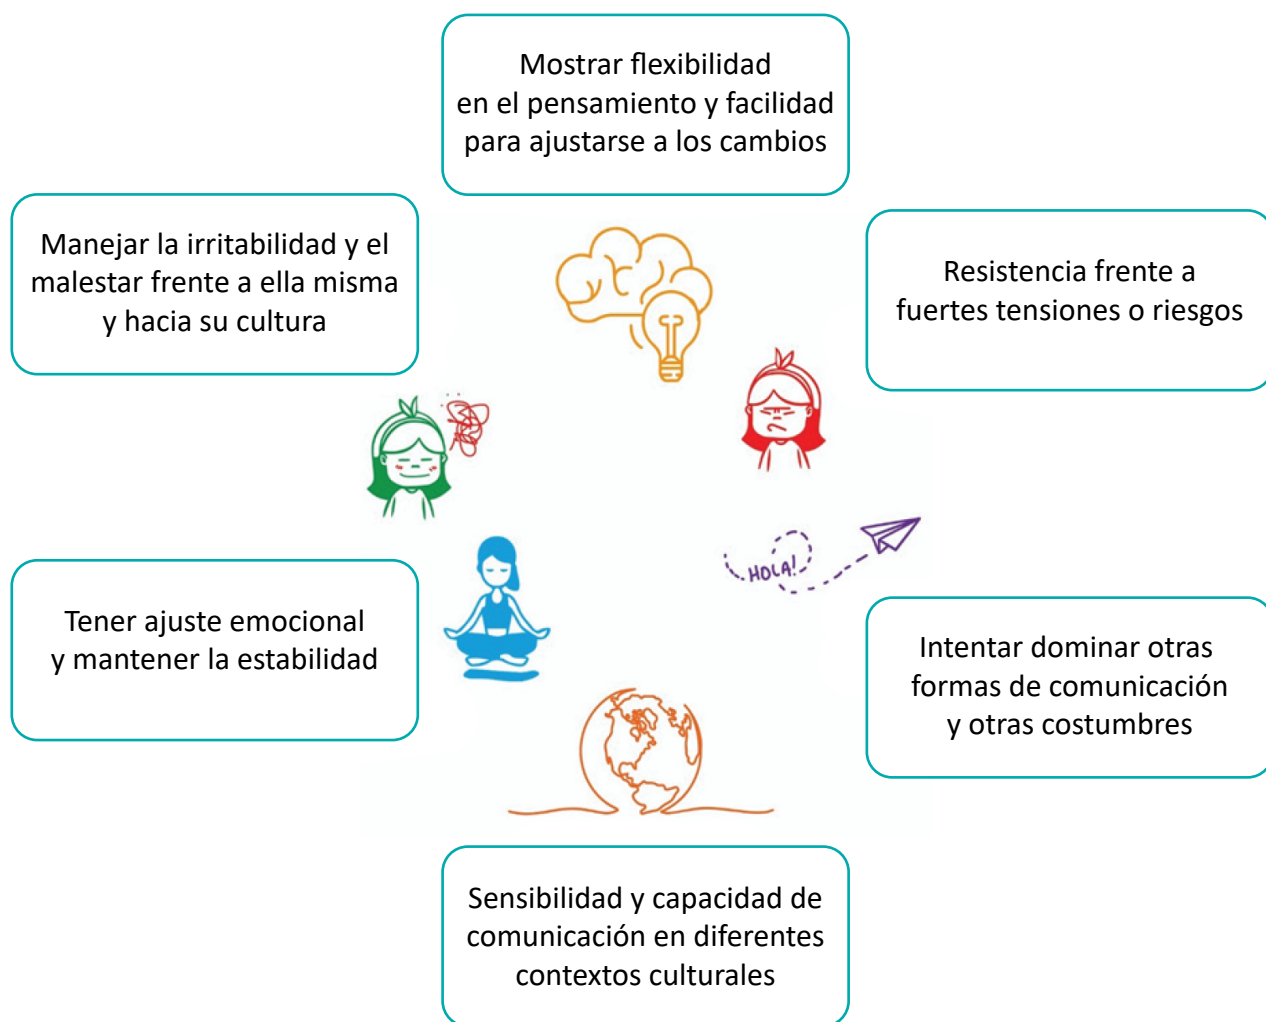 Mostrar flexibilidad
en el pensamiento y facilidad
para ajustarse a los cambios
Manejar la irritabilidad y el
malestar frente a ella misma
y hacia su cultura
Resistencia frente a
fuertes tensiones o riesgos
HOLA!
Tener ajuste emocional
y mantener la estabilidad
Intentar dominar otras
formas de comunicación
y otras costumbres
Sensibilidad y capacidad de
comunicación en diferentes
contextos culturales